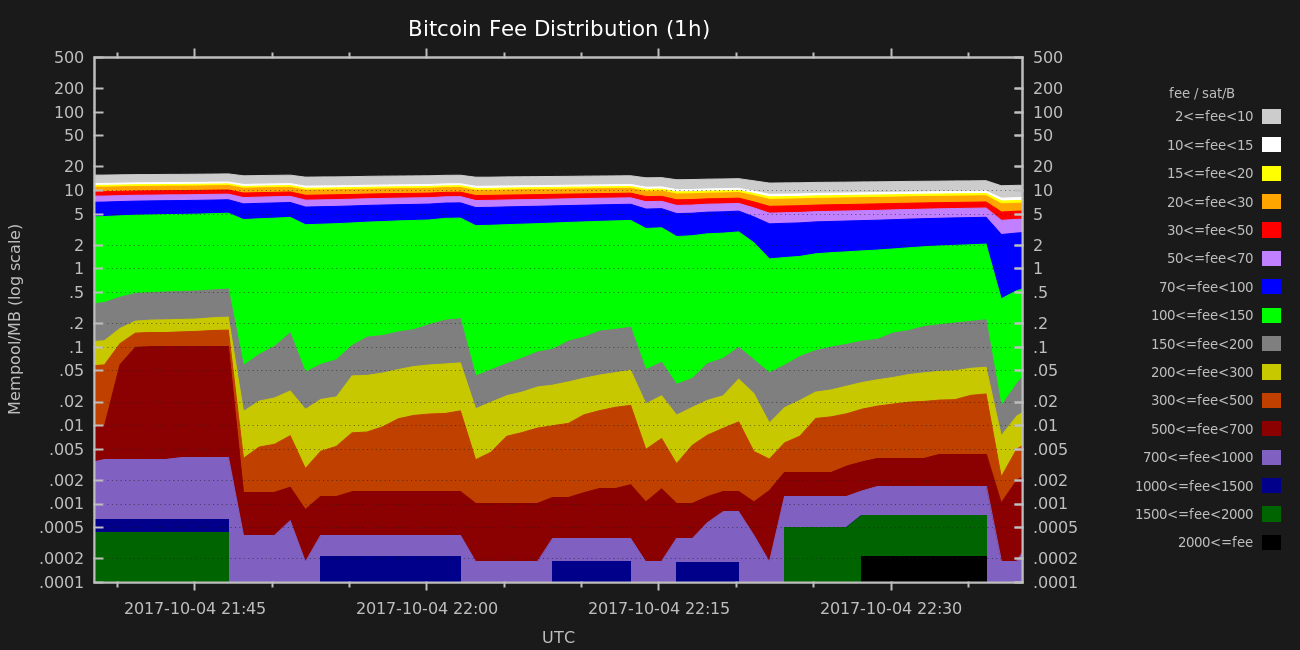 Bitcoin Fee Distribution (1h)
Mempool/MB (log scale)
500
200
100
50
20
10
5
2
1
.5
.2
.1
.05
.02
.01
.005
.002
.001
.0005
.0002
.0001
500
200
100
50
20
10
5
2
1
.5
.2
.1
.05
.02
.01
.005
.002
.001
.0005
.0002
.0001
2017-10-04 21:45
2017-10-04 22:00
2017-10-04 22:15
2017-10-04 22:30
UTC
fee / sat/B
2<=fee<10
10<=fee<15
15<=fee<20
20<=fee<30
30<=fee<50
50<=fee<70
70<=fee<100
100<=fee<150
150<=fee<200
200<=fee<300
300<=fee<500
500<=fee<700
700<=fee<1000
1000<=fee<1500
1500<=fee<2000
2000<=fee